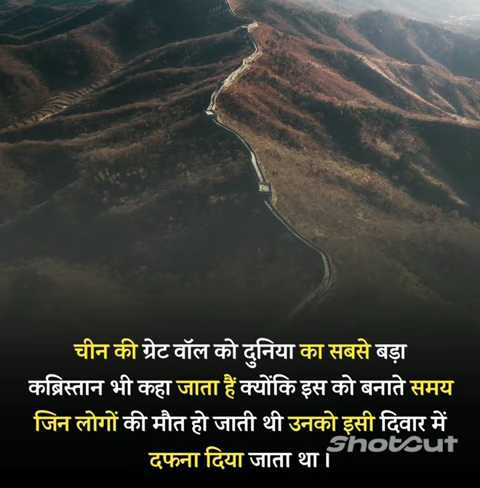 चीन की ग्रेट वॉल को दुनिया का सबसे बड़ा
कब्रिस्तान भी कहा जाता हैं क्योंकि इस को बनाते समय
जिन लोगों की मौत हो जाती थी उनको इसी दिवार में
दफना दिया जाता था।
Shotcut